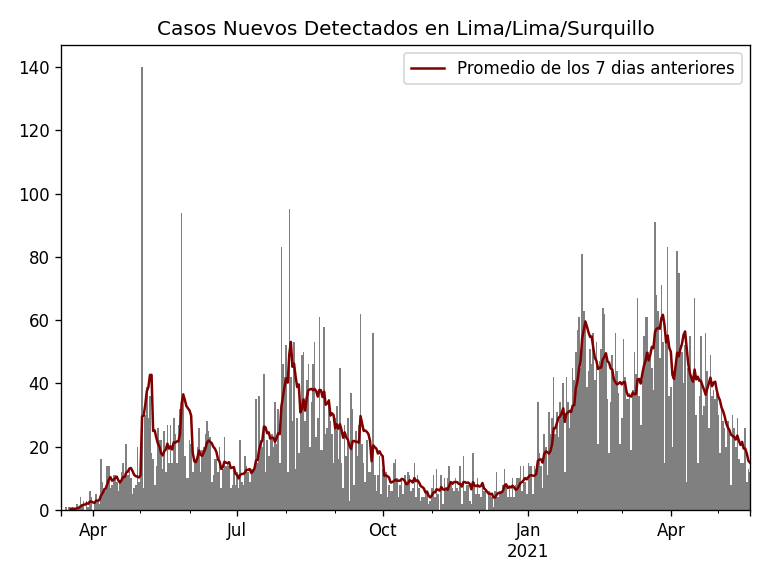 Casos Nuevos Detectados en Lima/Lima/Surquillo
Promedio de los 7 dias anteriores
140
120
100
80
60
40
20
0
Apr
Jul
Oct
Jan
2021
Apr